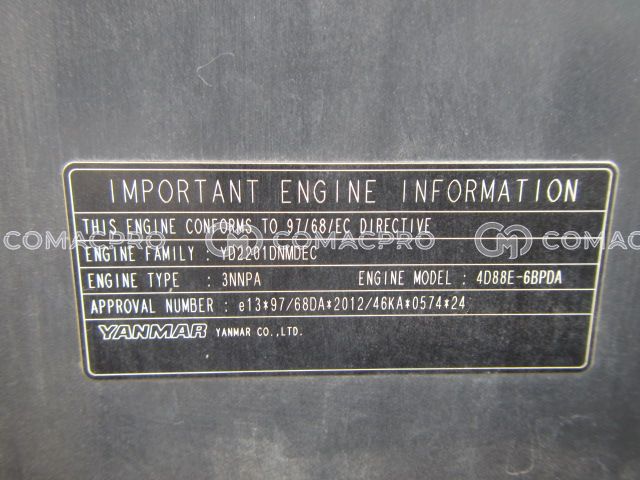 IMPORTANT ENGINE INFORMATION
THIS ENGINE CONFORMS TO 97/68/EC DIRECTIVE
COMACPRO COMACPRO COMACPRO
ENGINE FAMILY : YD2201DNMDEC
ENGINE TYPE : 3NNPA ENGINE MODEL : 4D88E-6BPDA
APPROVAL NUMBER : e13*97/68DA*2012/46KA*0574*24
YANMAR YANMAR CO.,LTD.